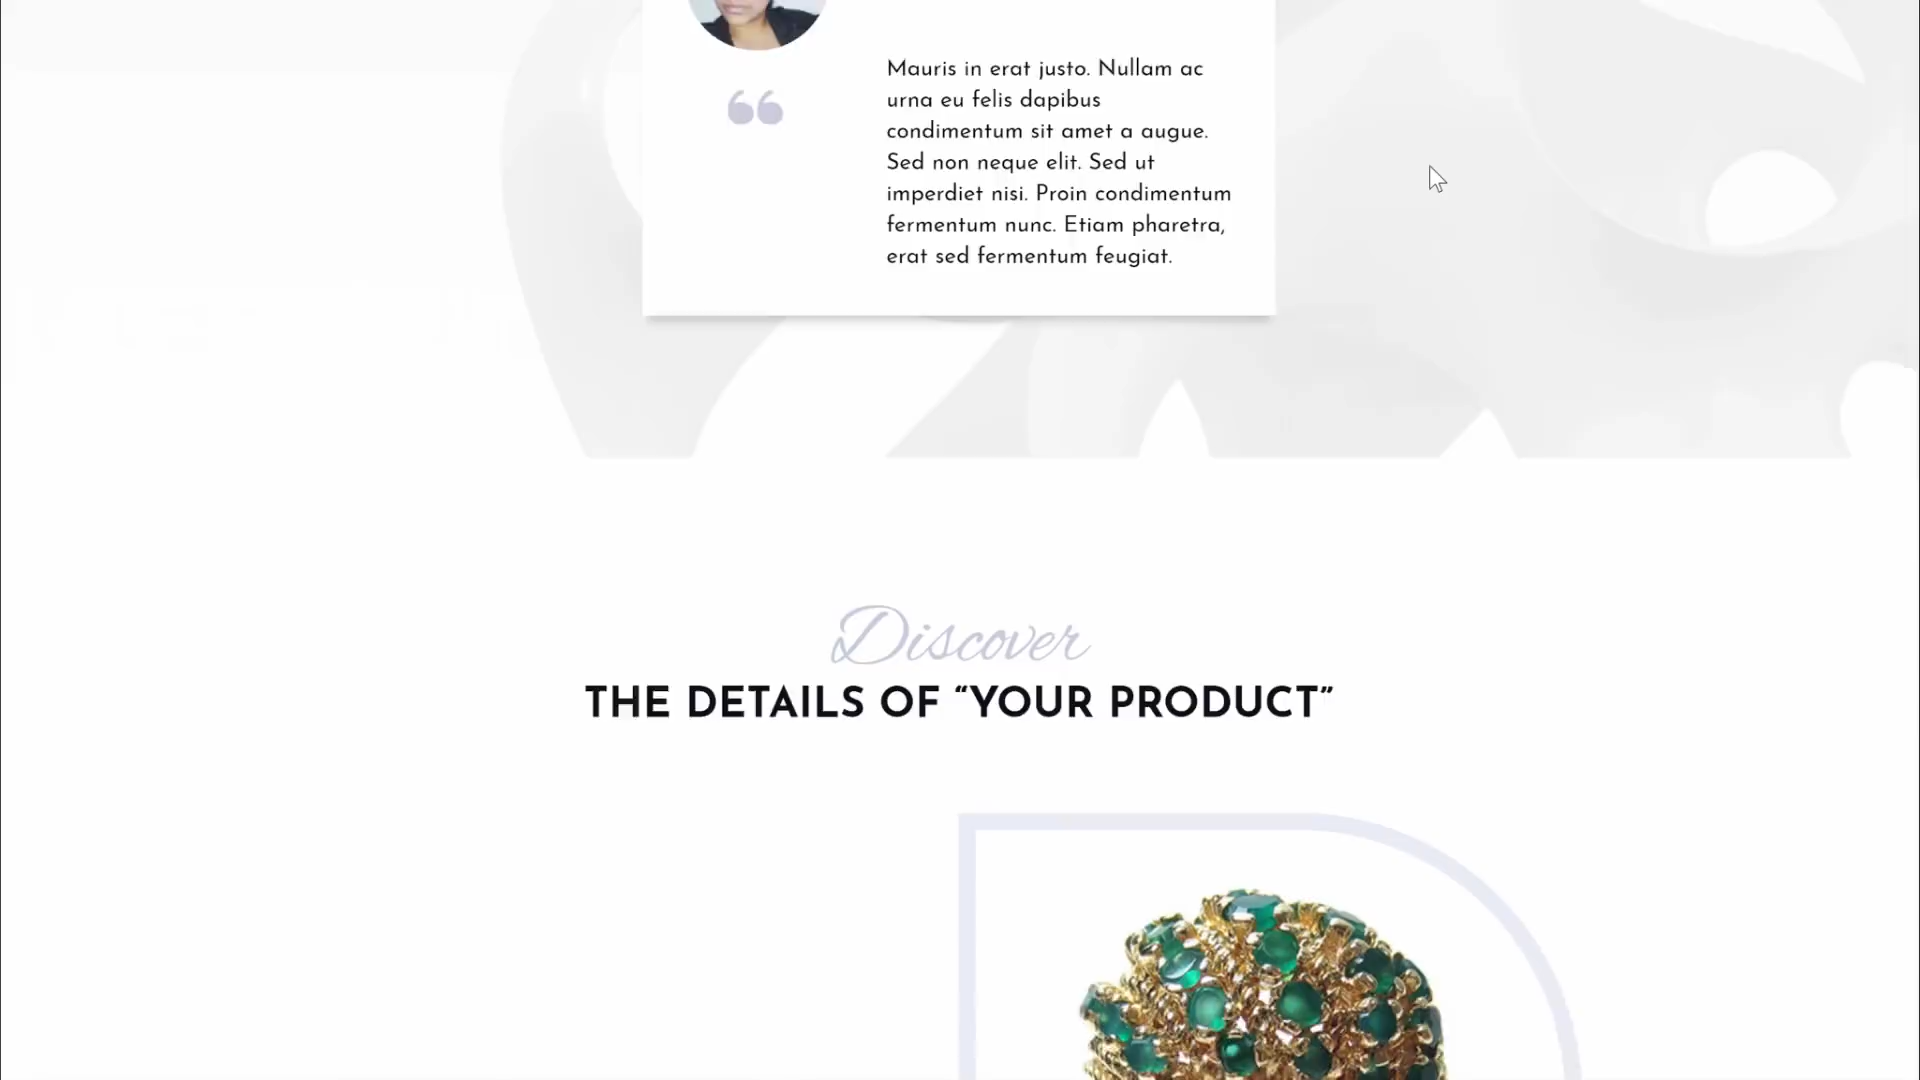 Mauris in erat justo. Nullam ac
urna eu felis dapibus
condimentum sit amet a augue.
Sed non neque elit. Sed ut
imperdiet nisi. Proin condimentum
fermentum nunc. Etiam pharetra,
erat sed fermentum feugiat.
Discover
THE DETAILS OF “YOUR PRODUCT”